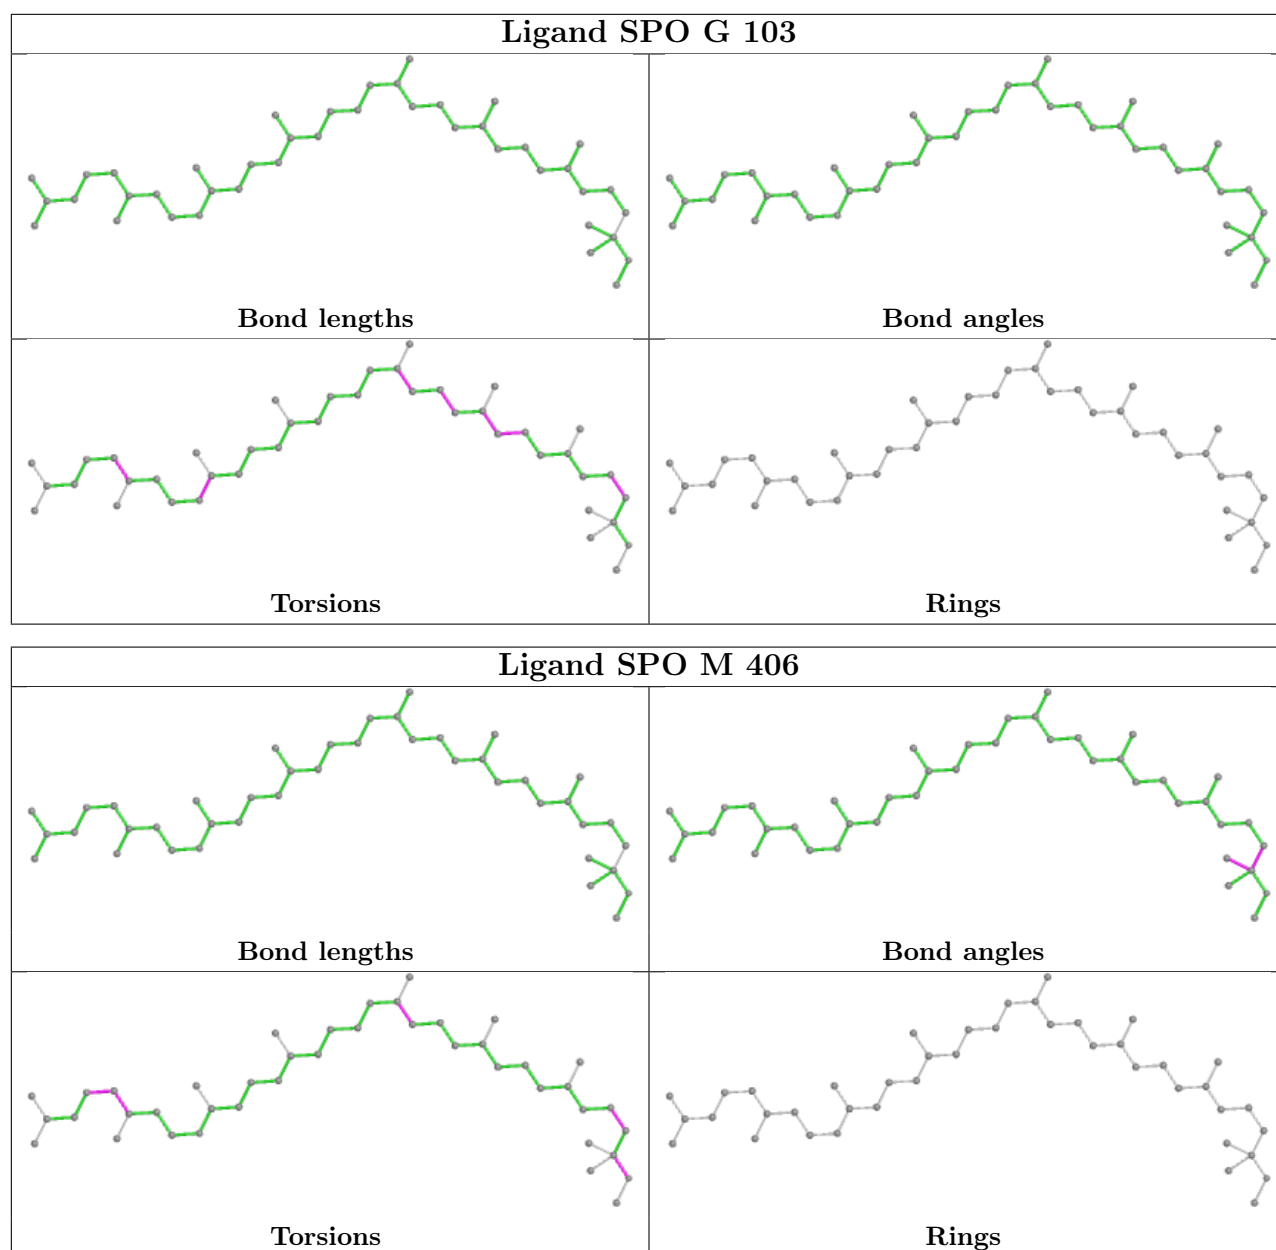 Ligand SPO G 103
Bond lengths
Bond angles
Torsions
Rings
Ligand SPO M 406
Bond lengths
Bond angles
Torsions
Rings